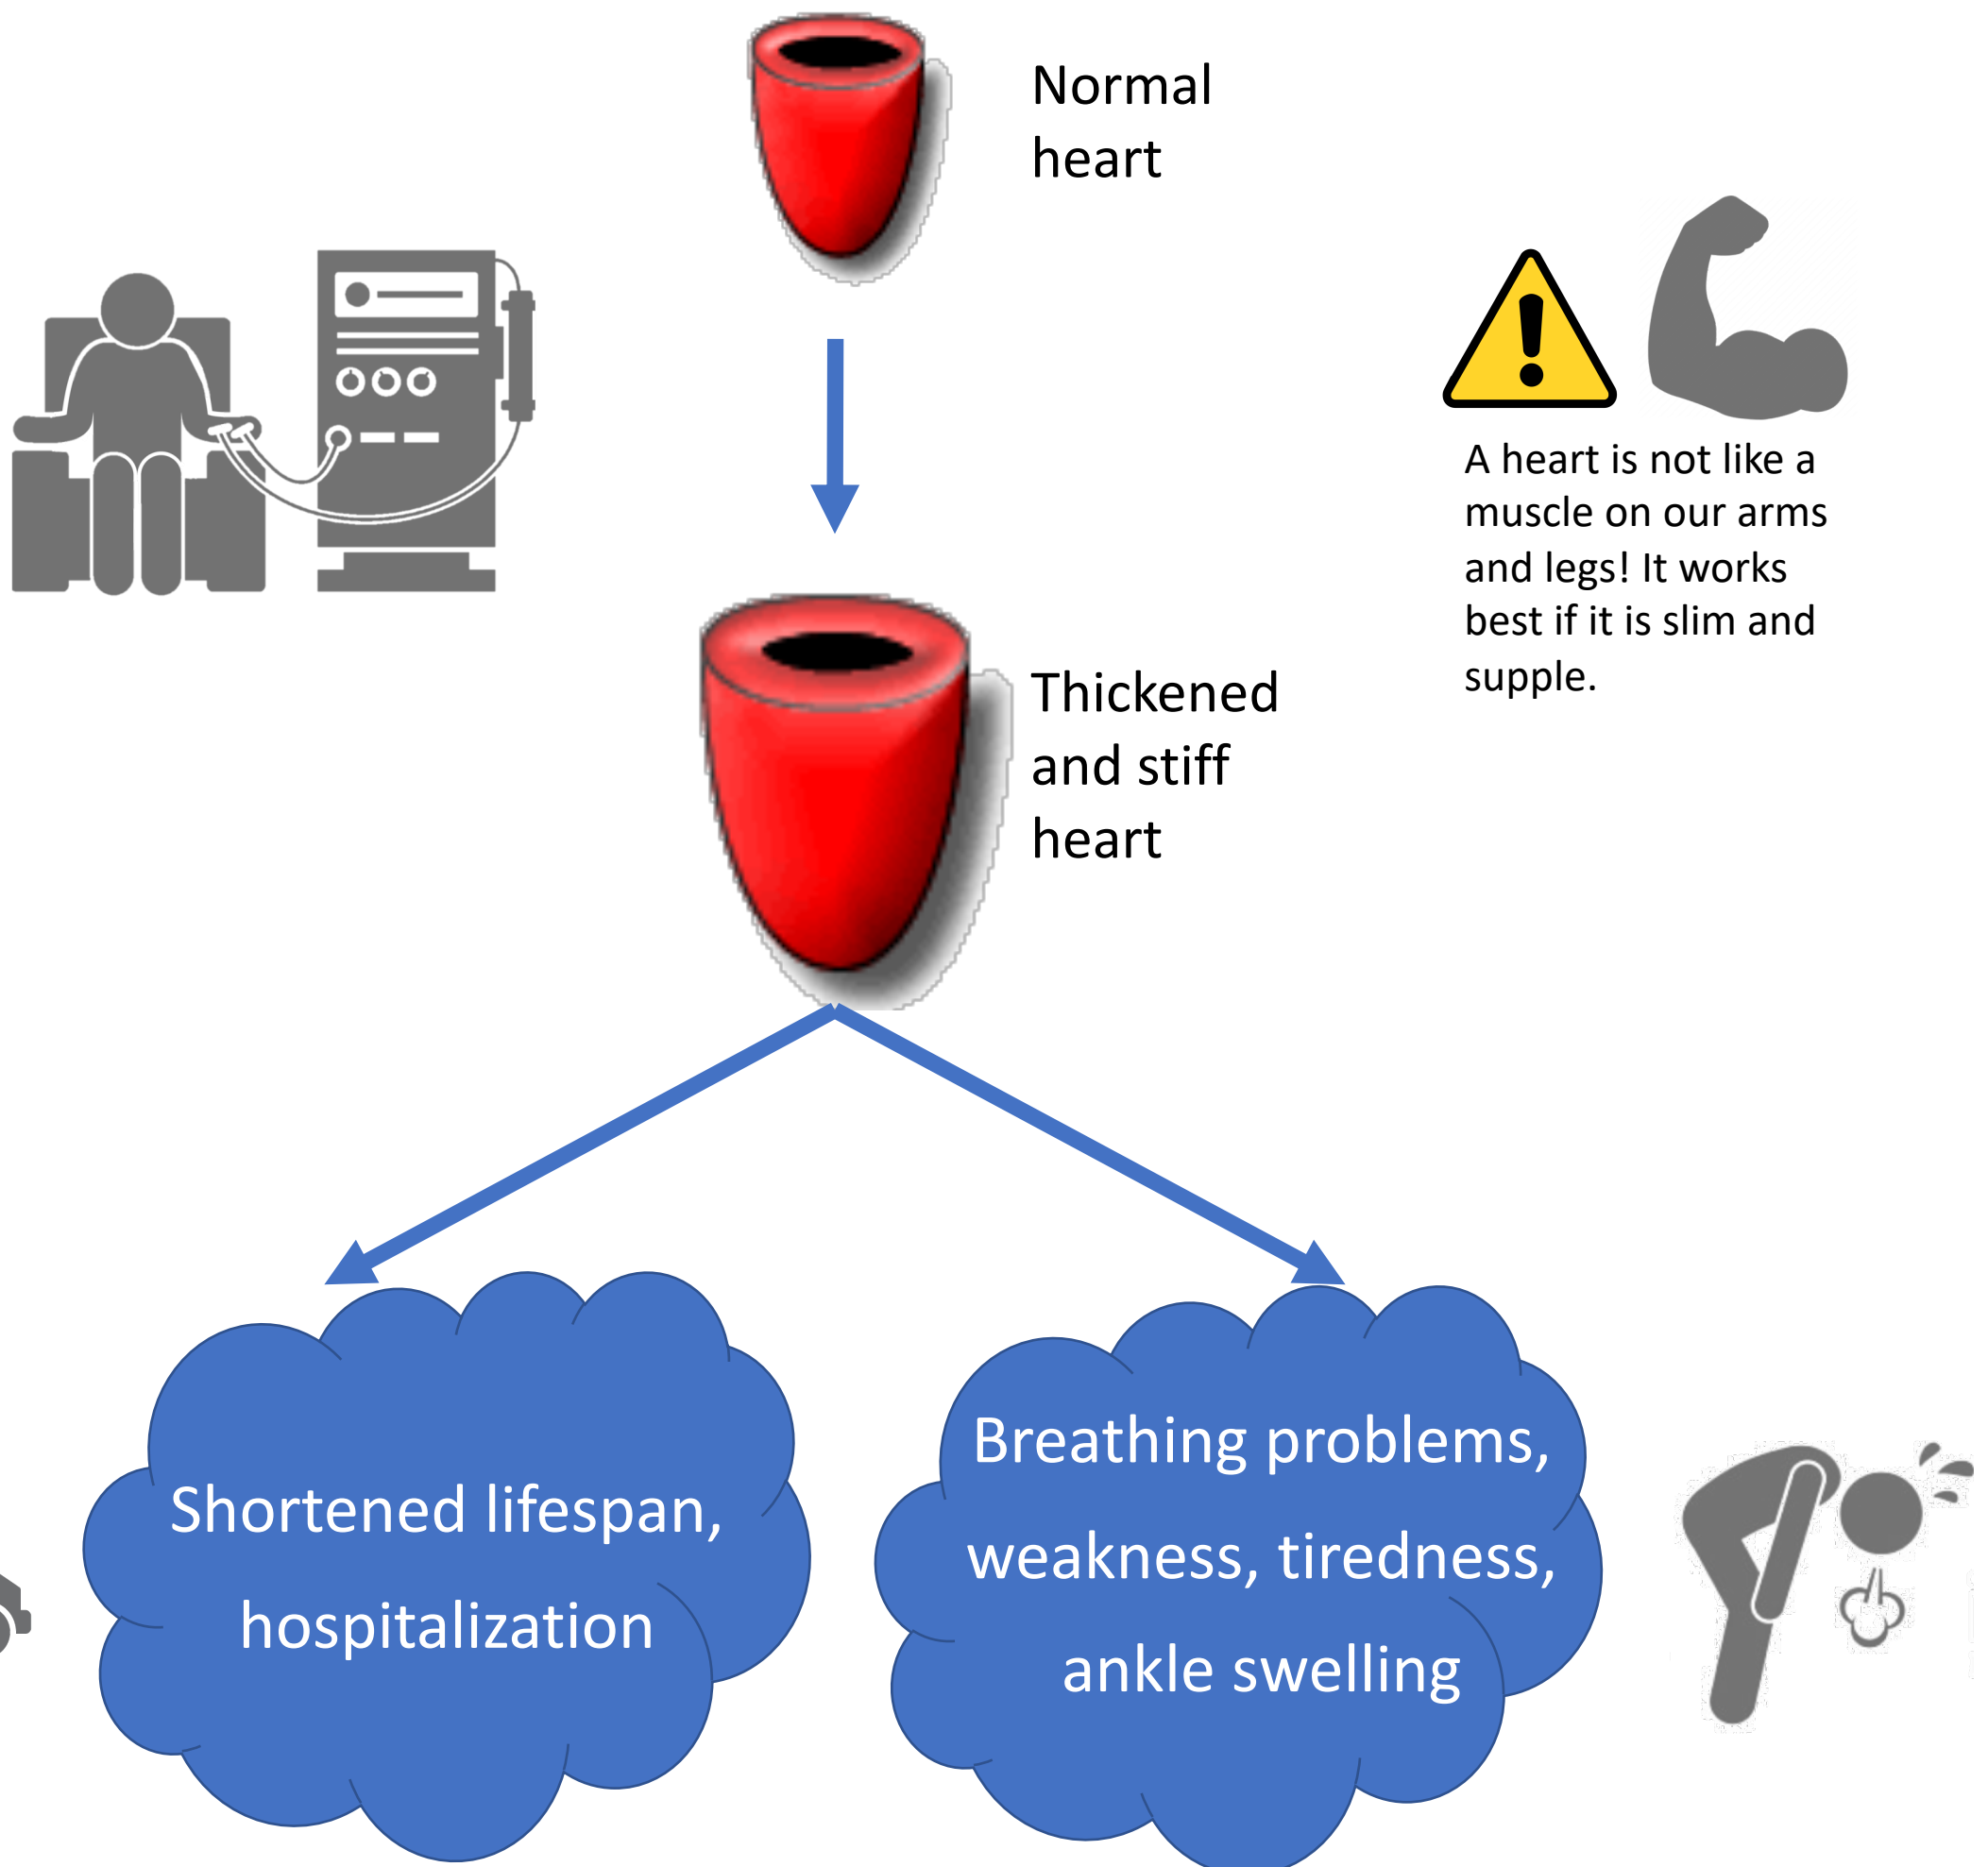 Normal
heart
A heart is not like a
muscle on our arms
and legs! It works
best if it is slim and
supple.
Thickened
and stiff
heart
Shortened lifespan,
hospitalization
Breathing problems,
weakness, tiredness,
ankle swelling